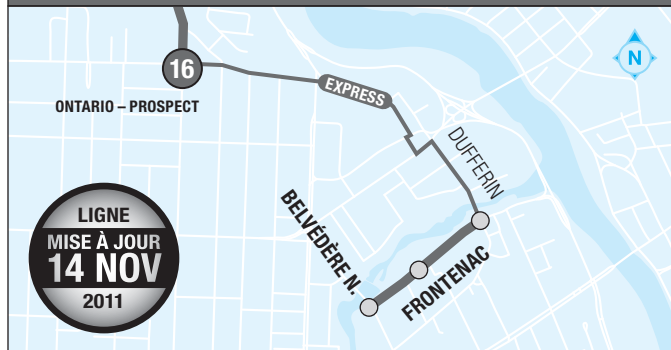 16
EXPRESS
N
ONTARIO – PROSPECT
DUFFERIN
BELVÉDÈRE N.
FRONTENAC
LIGNE
MISE À JOUR
14 NOV
2011